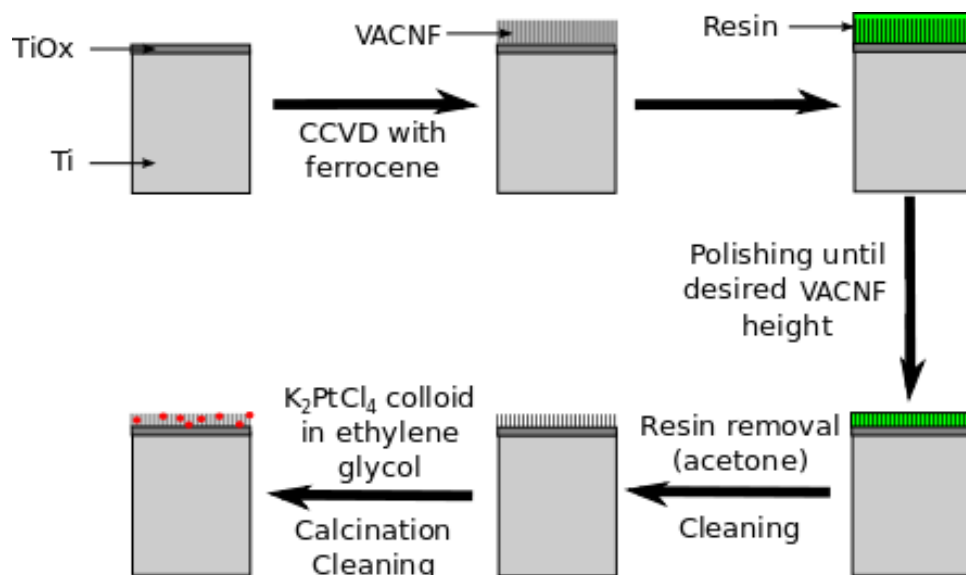 TiOx
Ti
CCVD with
ferrocene
VACNF
Resin
Polishing until
desired VACNF
height
Resin removal
(acetone)
Cleaning
K₂PtCl₄ colloid
in ethylene
glycol
Calcination
Cleaning